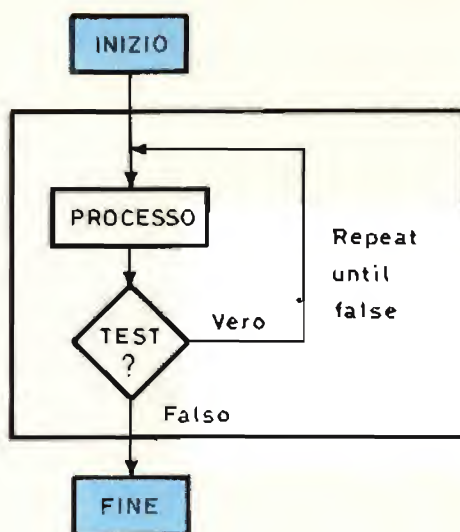 INIZIO
PROCESSO
Repeat
until
false
TEST
?
Vero
Falso
FINE